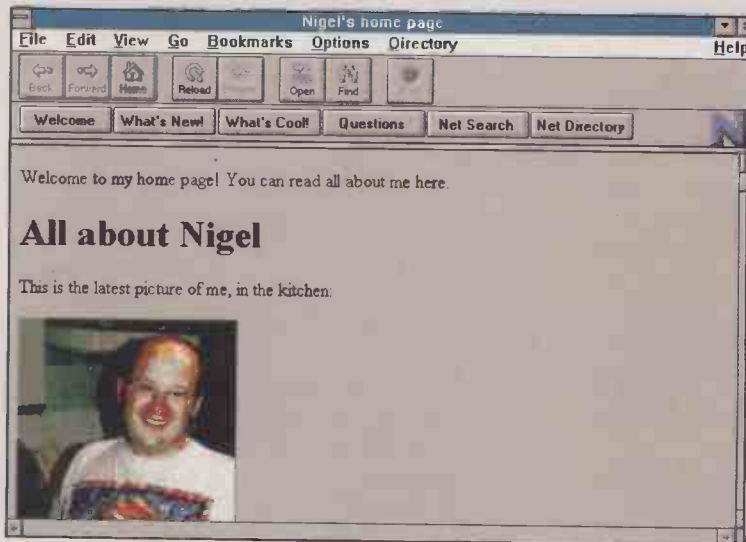 Nigel's home page
File Edit View Go Bookmarks Options Directory Help
Back Forward Home Reload Open Find
Welcome What's New! What's Cool! Questions Net Search Net Directory
N
Welcome to my home page! You can read all about me here.
All about Nigel
This is the latest picture of me, in the kitchen: